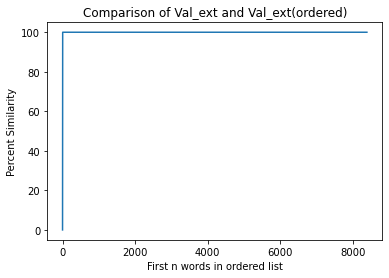 Comparison of Val_ext and Val_ext(ordered)
Percent Similarity
100
80
60
40
20
0
0 2000 4000 6000 8000
First n words in ordered list